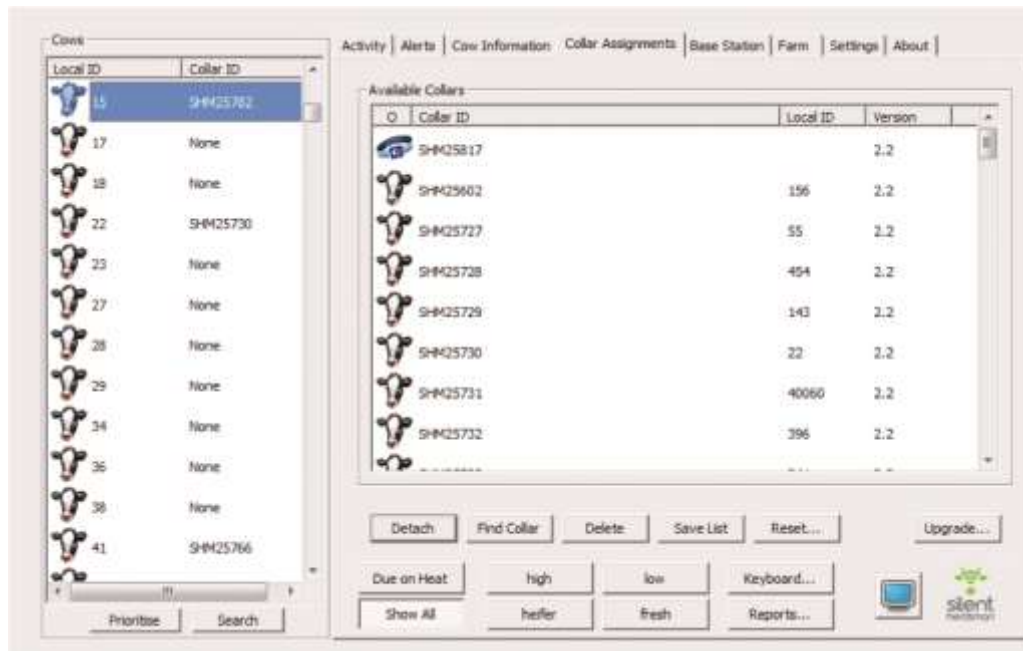 Cows
Activity Alerts Cow Information Collar Assignments Base Station Farm Settings About
Local ID Collar ID
15 SHM25782
17 None
18 None
22 SHM25730
23 None
27 None
28 None
29 None
34 None
36 None
38 None
41 SHM25766
Prioritise Search
Available Collars
O Collar ID Local ID Version
SHM25817 2.2
SHM25602 156 2.2
SHM25727 55 2.2
SHM25728 454 2.2
SHM25729 143 2.2
SHM25730 22 2.2
SHM25731 40060 2.2
SHM25732 396 2.2
Detach Find Collar Delete Save List Reset... Upgrade...
Due on Heat high low Keyboard...
Show All heifer fresh Reports...
silent
herdsman